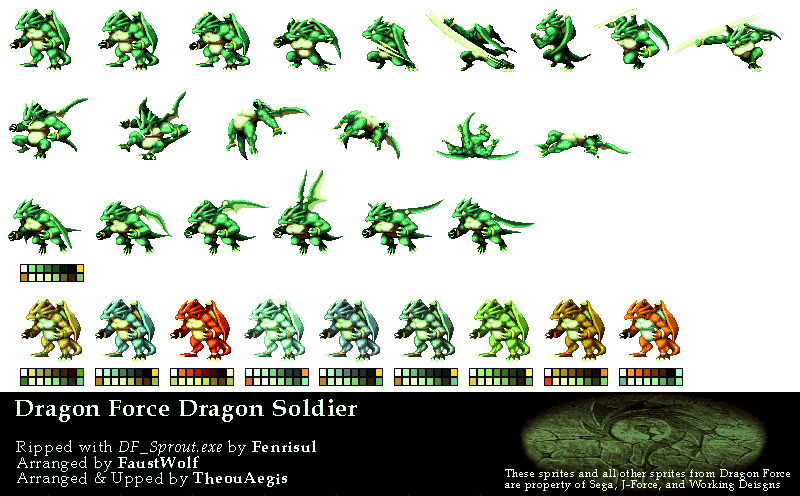 Dragon Force Dragon Soldier
Ripped with DF_Sprout.exe by Fenrisul
Arranged by FaustWolf
Arranged & Upped by TheouAegis
These sprites and all other sprites from Dragon Force
are property of Sega, J-Force, and Working Deisgns